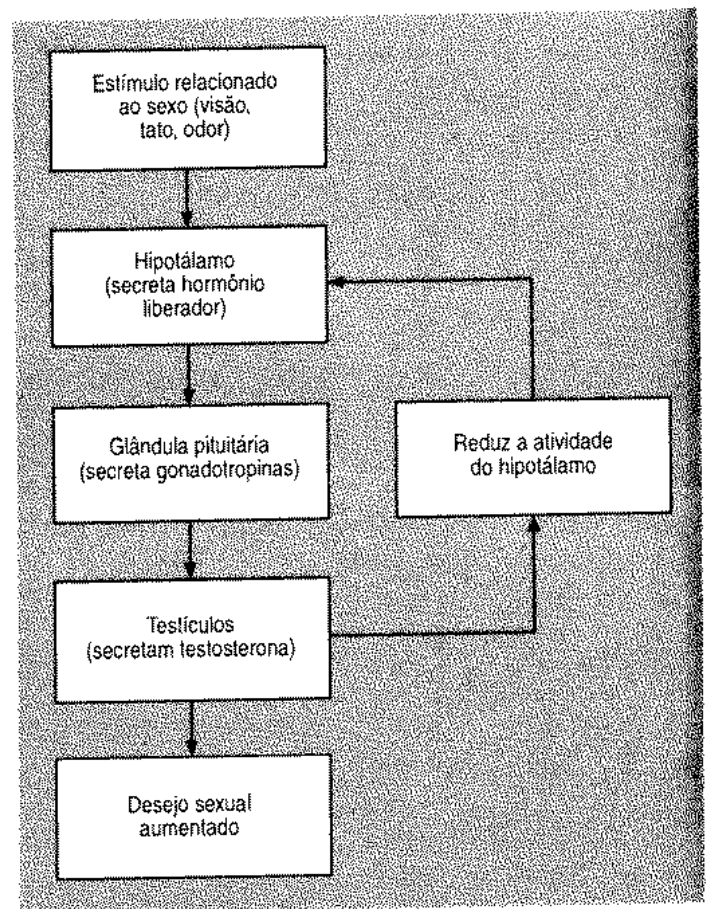 Estímulo relacionado
ao sexo (visão,
tato, odor)
Hipotálamo
(secreta hormônio
liberador)
Glândula pituitária
(secreta gonadotropinas)
Reduz a atividade
do hipotálamo
Testículos
(secretam testosterona)
Desejo sexual
aumentado